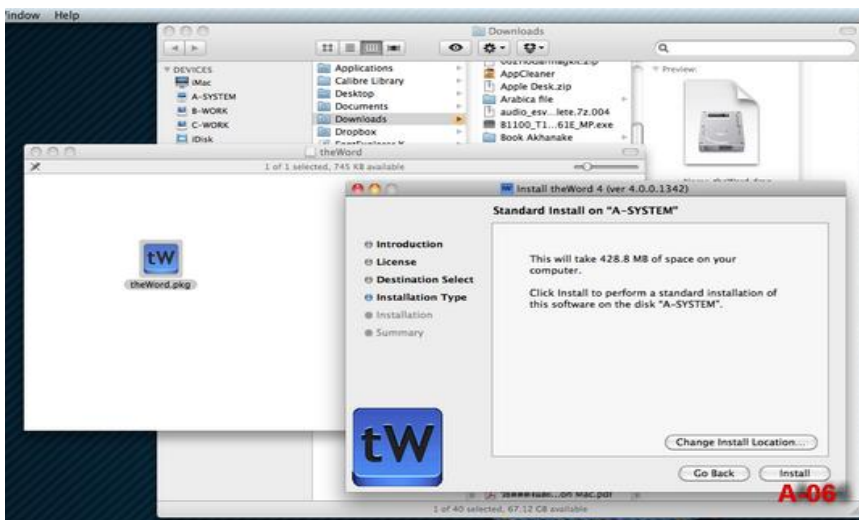 indow Help
Downloads
DEVICES
iMac
A-SYSTEM
B-WORK
C-WORK
iDisk
Applications
Calibre Library
Desktop
Documents
Downloads
Dropbox
AppCleaner
Apple Desk.zip
Arabica file
audio_esv...lete.7z.004
B1100_T1...61E_MP.exe
Book Akhanake
Preview:
theWord
1 of 1 selected, 745 KB available
tW
theWord.pkg
Install theWord 4 (ver 4.0.0.1342)
Standard Install on "A-SYSTEM"
Introduction
License
Destination Select
Installation Type
Installation
Summary
This will take 428.8 MB of space on your
computer.
Click Install to perform a standard installation of
this software on the disk "A-SYSTEM".
tW
Change Install Location...
Go Back
Install
A-06
on Mac.pdf
1 of 40 selected, 67.12 GB available